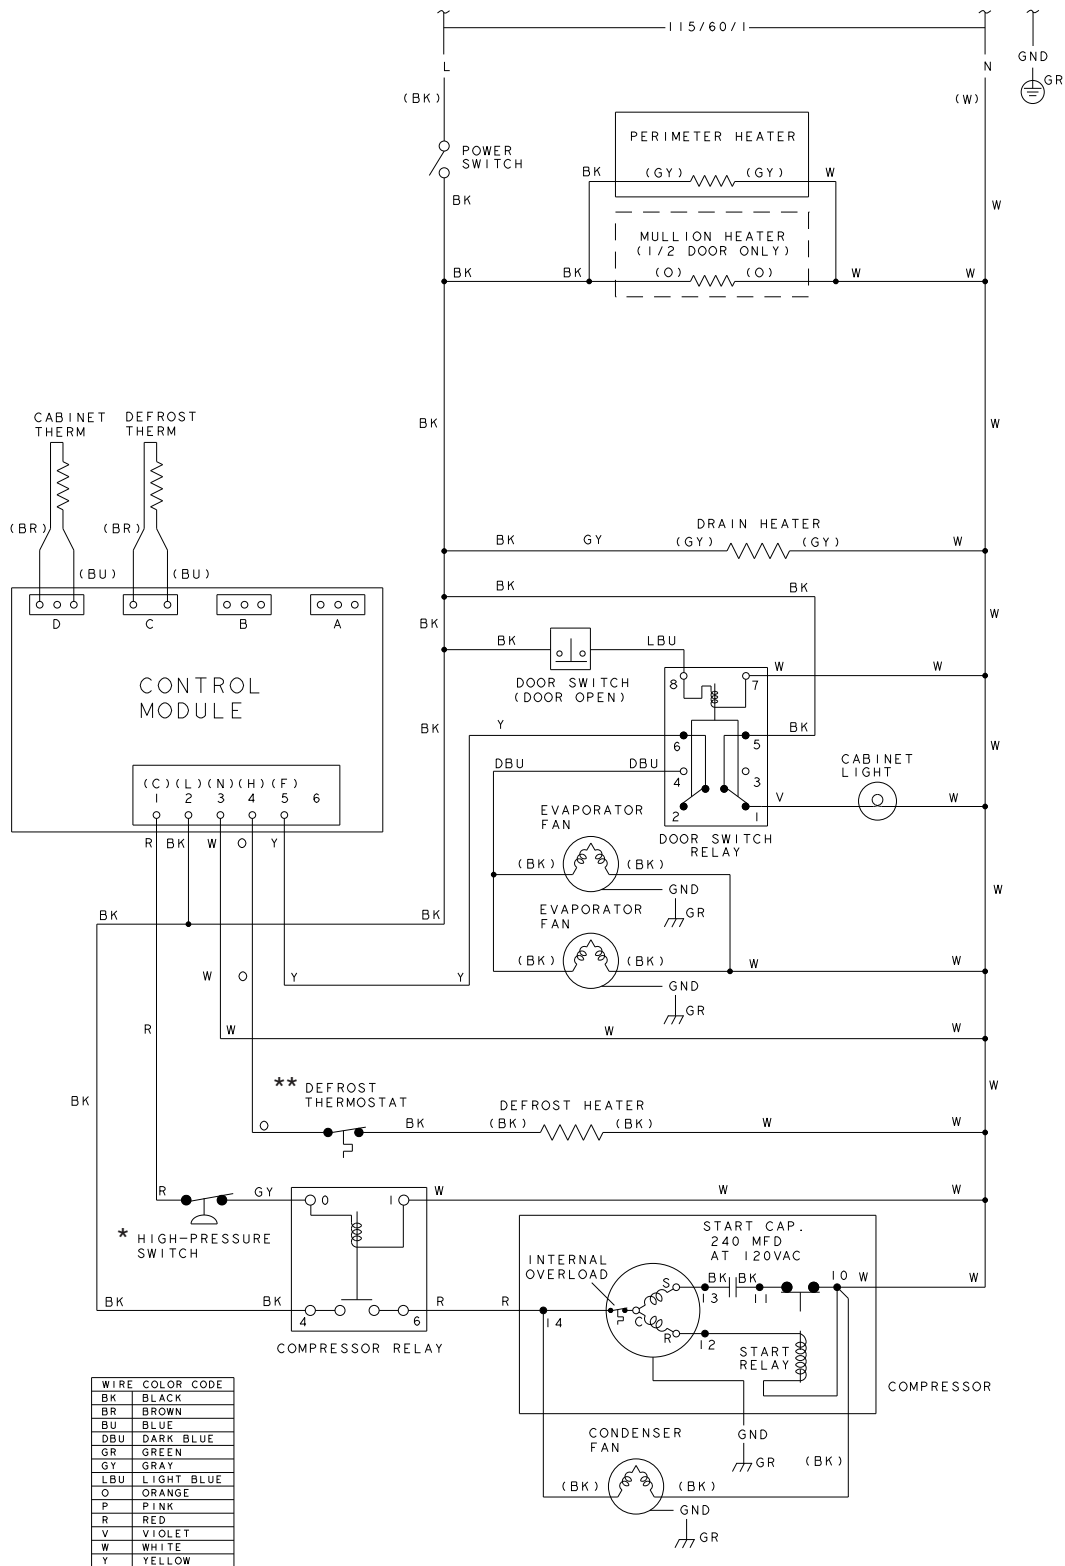 115/60/1
L
N
GND
GR
(BK)
(W)
POWER
SWITCH
BK
PERIMETER HEATER
BK
(GY)
(GY)
W
W
MULLION HEATER
(1/2 DOOR ONLY)
BK
BK
(O)
(O)
W
W
CABINET
THERM
DEFROST
THERM
BK
W
(BR)
(BR)
(BU)
(BU)
DRAIN HEATER
BK
GY
(GY)
(GY)
W
BK
BK
D
C
B
A
BK
W
BK
LBU
DOOR SWITCH
(DOOR OPEN)
8
7
W
W
CONTROL
MODULE
BK
Y
6
5
BK
W
DBU
DBU
4
3
CABINET
LIGHT
(C)
(L)
(N)
(H)
(F)
1
2
3
4
5
6
2
1
V
W
R
BK
W
O
Y
EVAPORATOR
FAN
DOOR SWITCH
RELAY
(BK)
(BK)
GND
GR
W
BK
BK
EVAPORATOR
FAN
(BK)
(BK)
W
W
GND
GR
W
O
Y
Y
R
W
W
W
BK
** DEFROST
THERMOSTAT
DEFROST HEATER
W
O
BK
(BK)
(BK)
W
W
R
GY
0
1
W
W
W
* HIGH-PRESSURE
SWITCH
START CAP.
240 MFD
AT 120VAC
INTERNAL
OVERLOAD
S
BK
BK
10
W
W
13
11
BK
BK
4
6
R
R
14
C
R
12
COMPRESSOR RELAY
START
RELAY
COMPRESSOR
GND
GR
(BK)
CONDENSER
FAN
(BK)
(BK)
GND
GR
WIRE COLOR CODE
BK BLACK
BR BROWN
BU BLUE
DBU DARK BLUE
GR GREEN
GY GRAY
LBU LIGHT BLUE
O ORANGE
P PINK
R RED
V VIOLET
W WHITE
Y YELLOW